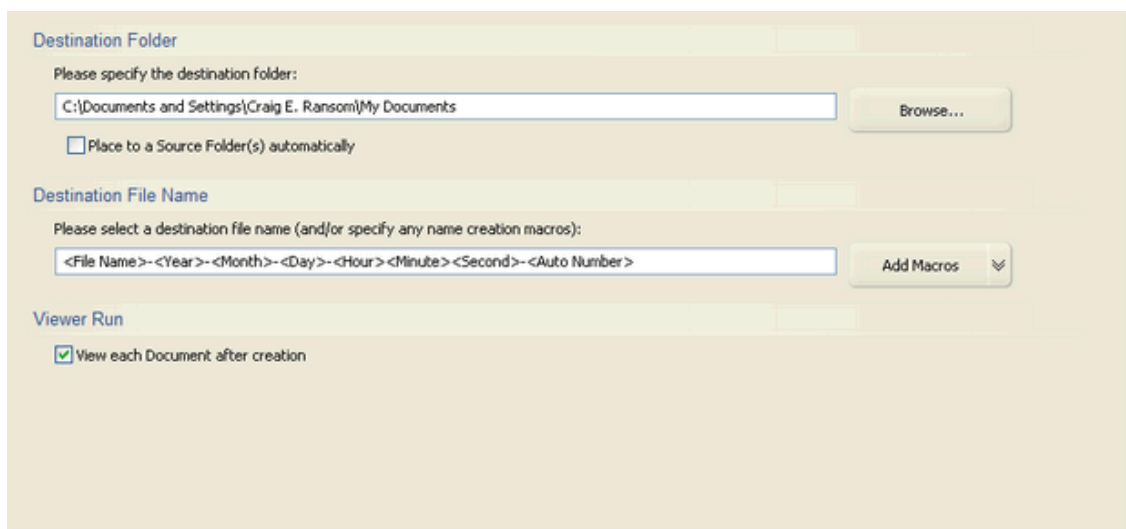 Destination Folder
Please specify the destination folder:
C:\Documents and Settings\Craig E. Ransom\My Documents
Browse...
Place to a Source Folder(s) automatically
Destination File Name
Please select a destination file name (and/or specify any name creation macros):
<File Name>-<Year>-<Month>-<Day>-<Hour><Minute><Second>-<Auto Number>
Add Macros
Viewer Run
View each Document after creation